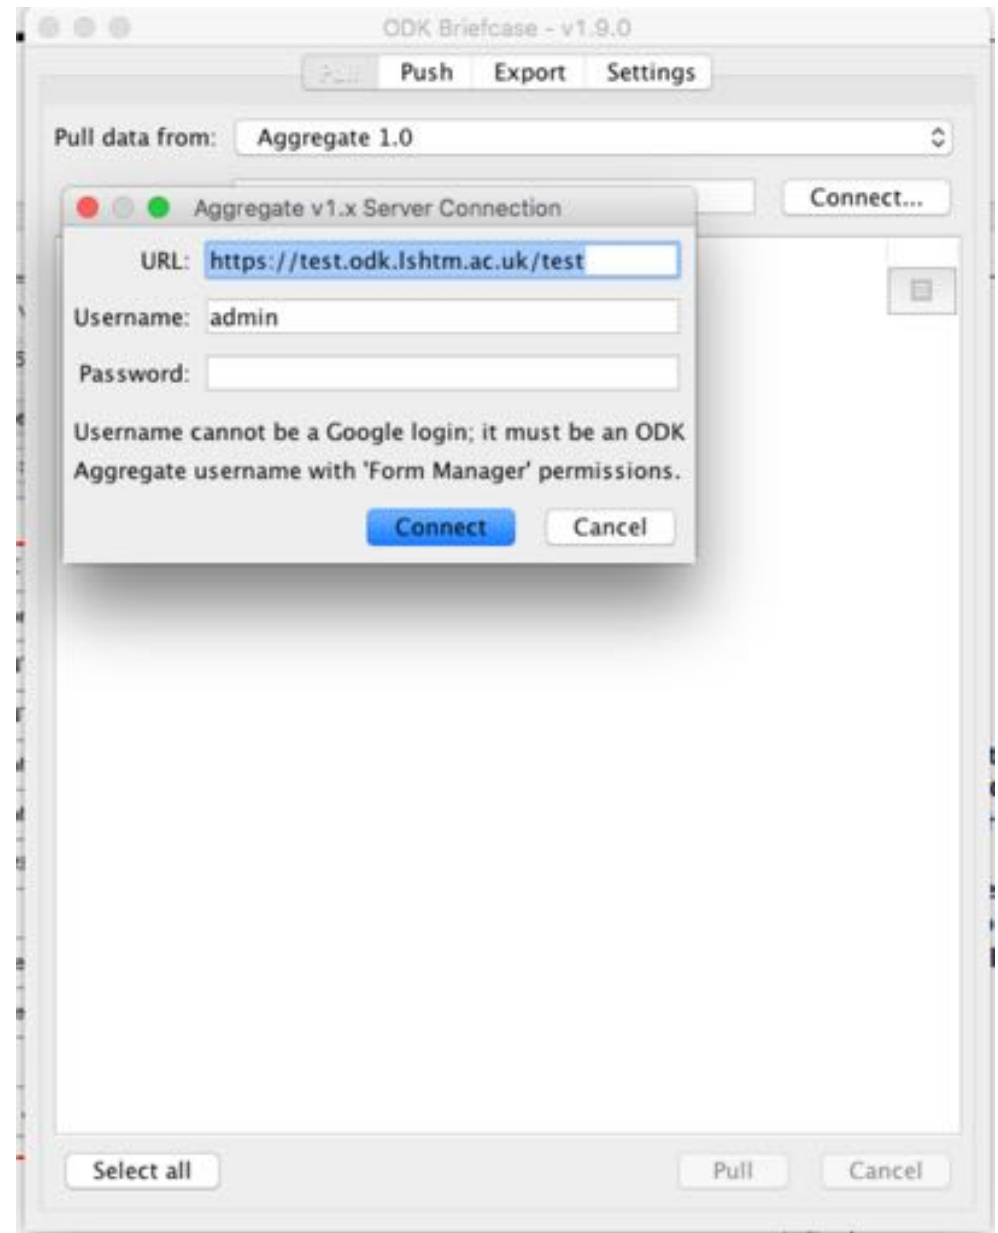 ODK Briefcase - v1.9.0
Pull Push Export Settings
Pull data from: Aggregate 1.0
Connect...
Aggregate v1.x Server Connection
URL: https://test.odk.lshtm.ac.uk/test
Username: admin
Password:
Username cannot be a Google login; it must be an ODK
Aggregate username with 'Form Manager' permissions.
Connect Cancel
Select all Pull Cancel